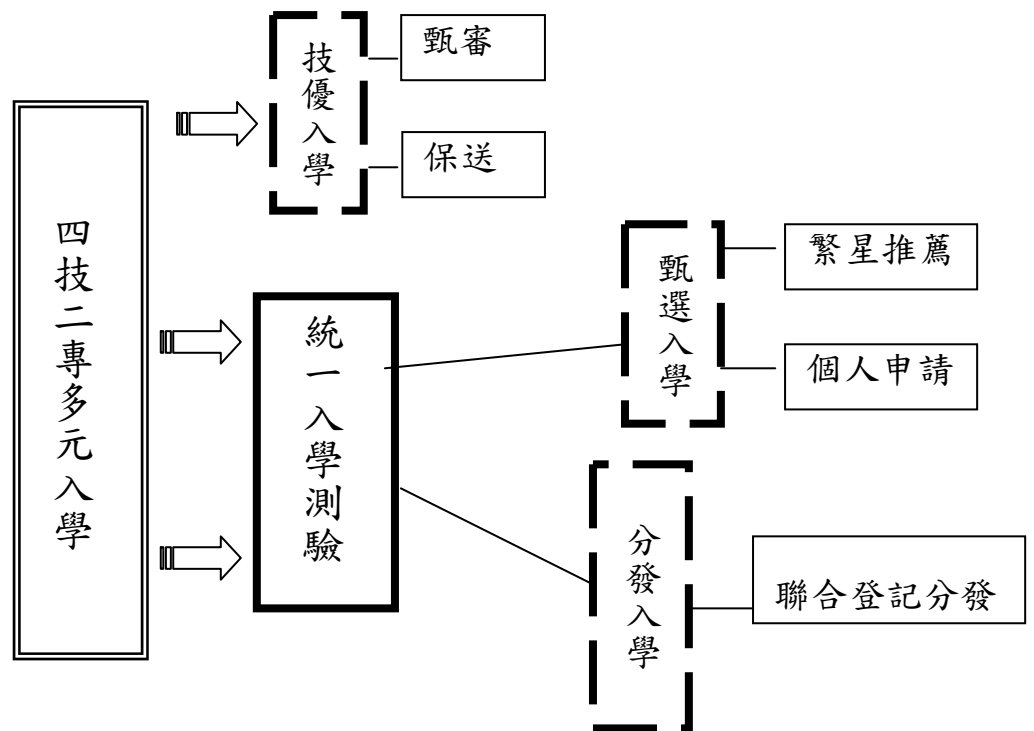 四技二專多元入學
技優入學
甄審
保送
統一入學測驗
甄選入學
繁星推薦
個人申請
分發入學
聯合登記分發